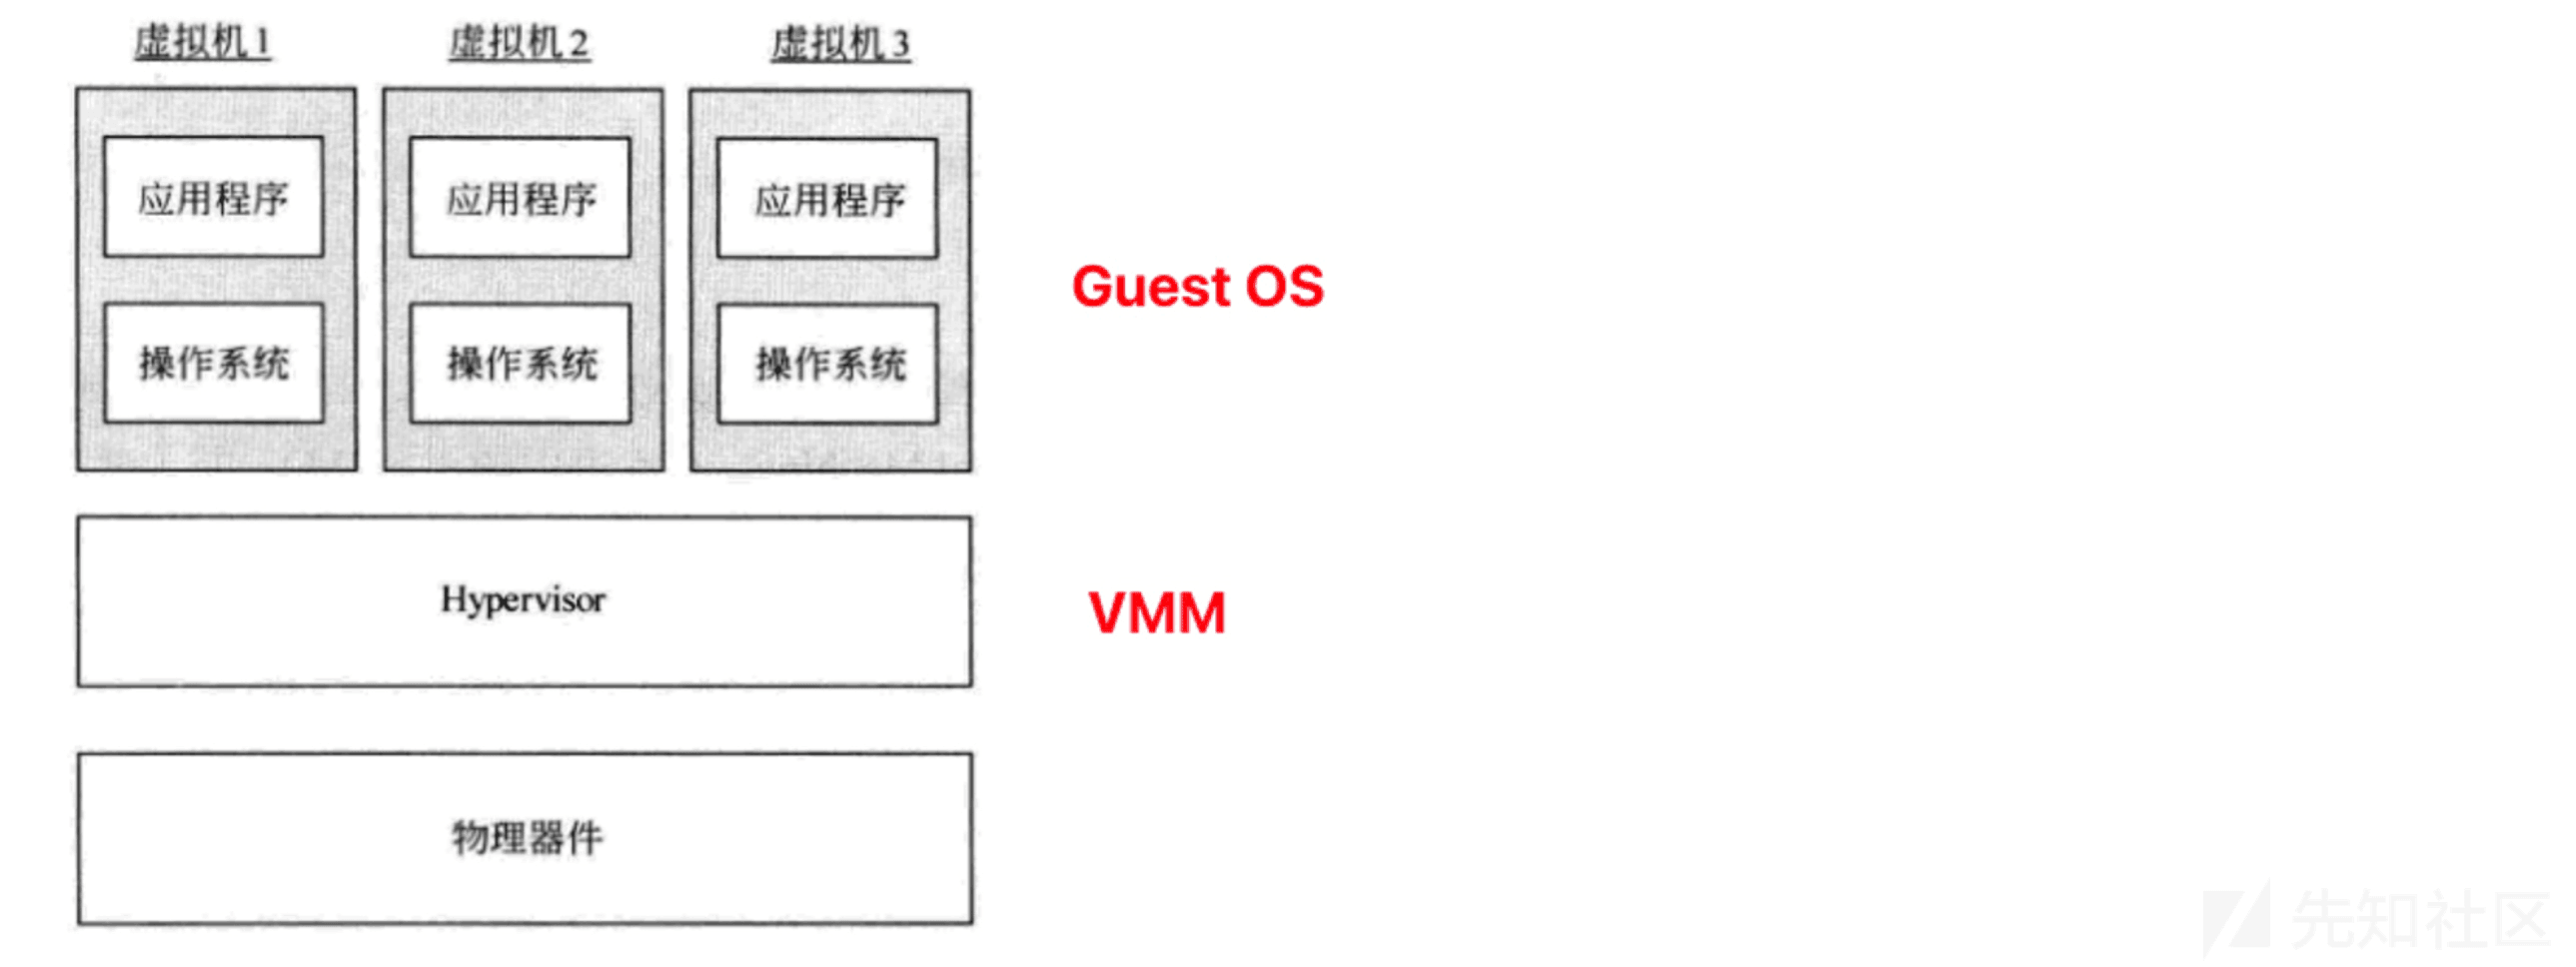 虚拟机1 虚拟机2 虚拟机3
应用程序 应用程序 应用程序
Guest OS
操作系统 操作系统 操作系统
Hypervisor
VMM
物理器件
先知社区